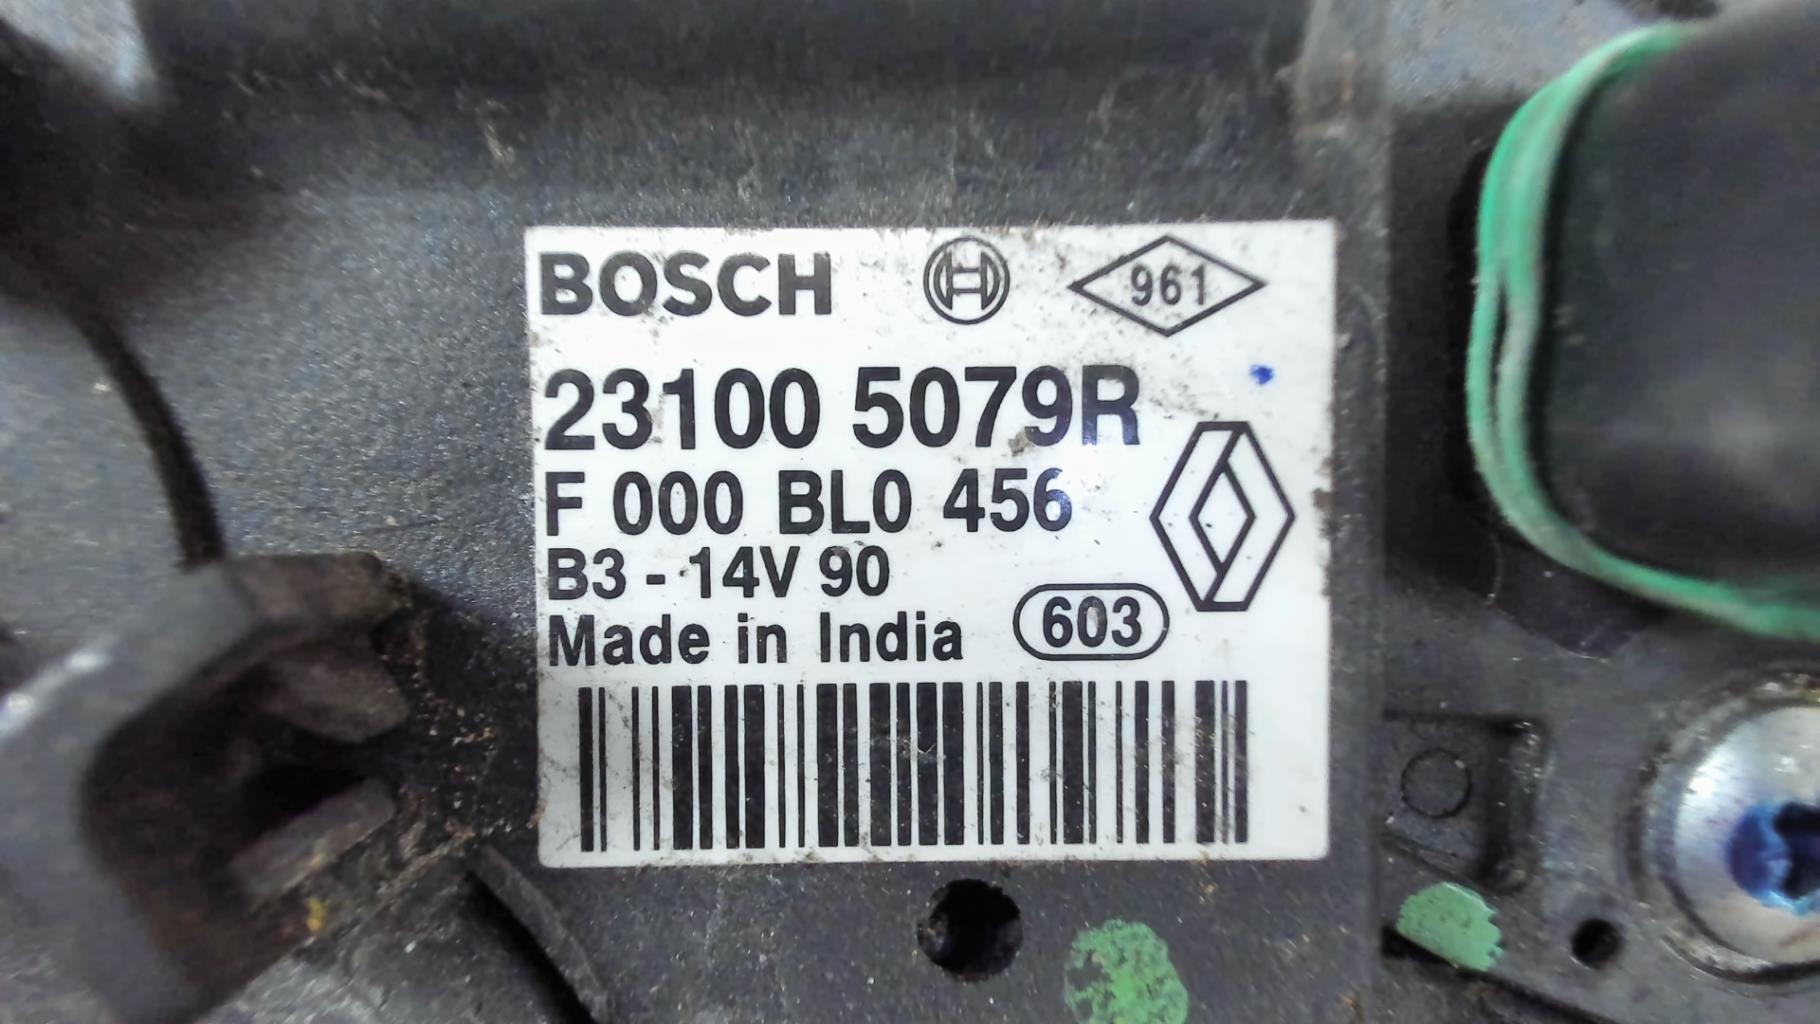 BOSCH 961
23100 5079R
F 000 BL0 456
B3 - 14V 90
Made in India 603